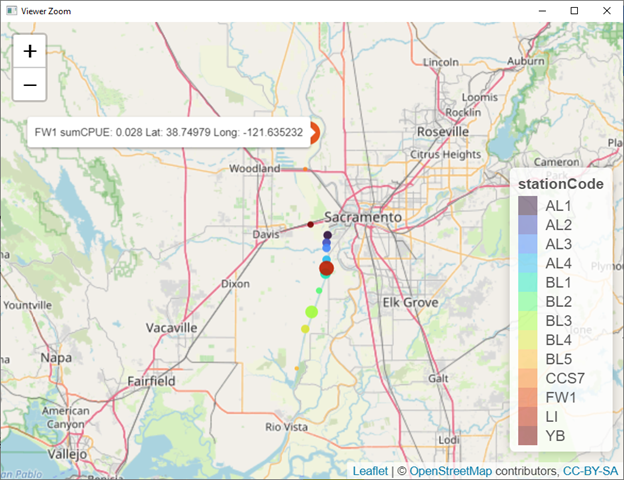 Viewer Zoom
+
−
FW1 sumCPUE: 0.028 Lat: 38.74979 Long: -121.635232
Lincoln
Auburn
Loomis
Rocklin
Roseville
Citrus Heights
Woodland
Cameron
Sacramento
Davis
Dixon
Elk Grove
Yountville
Vacaville
Napa
Fairfield
Galt
American
Canyon
Rio Vista
Vallejo
Lodi
stationCode
AL1
AL2
AL3
AL4
BL1
BL2
BL3
BL4
BL5
CCS7
FW1
LI
YB
Leaflet | © OpenStreetMap contributors, CC-BY-SA